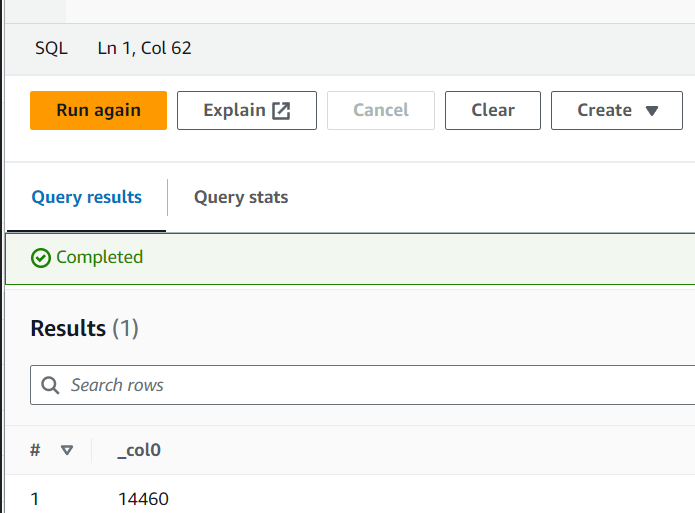 SQL Ln 1, Col 62
Run again Explain Cancel Clear Create
Query results Query stats
Completed
Results (1)
Search rows
# _col0
1 14460